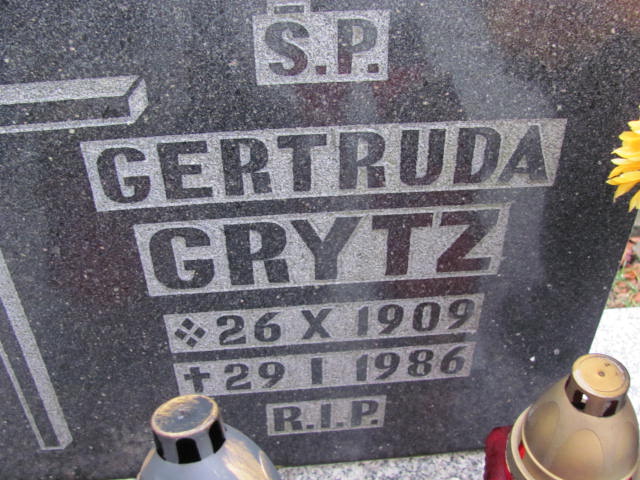 Ś.P.
GERTRUDA
GRYTZ
❖ 26 X 1909
✝ 29 I 1986
R.I.P.